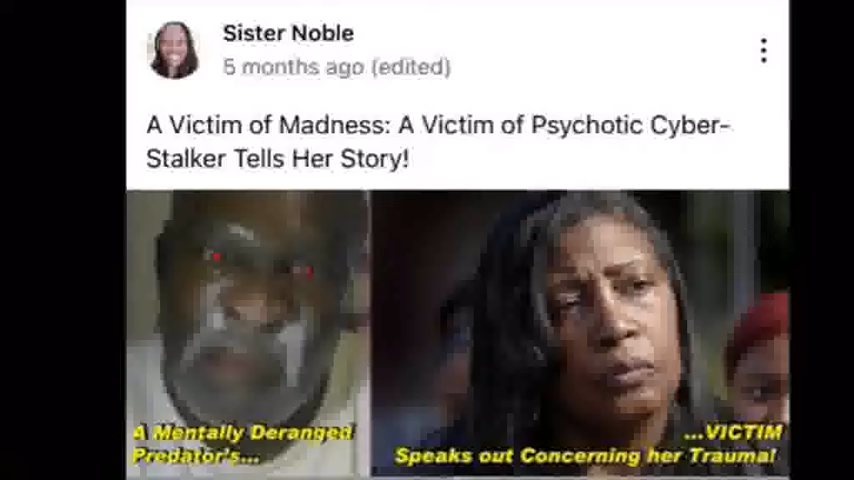 Sister Noble
5 months ago (edited)
A Victim of Madness: A Victim of Psychotic Cyber-
Stalker Tells Her Story!
A Mentally Deranged
Predator's...
...VICTIM
Speaks out Concerning her Trauma!